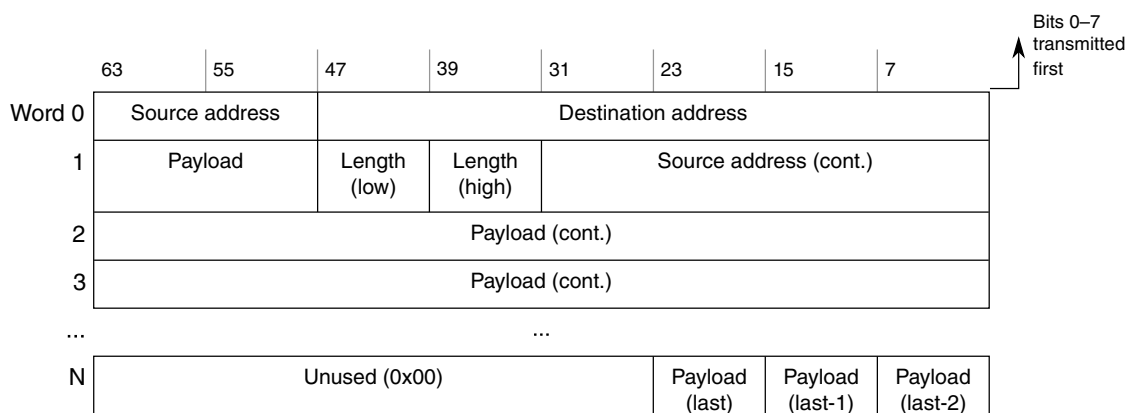 Bits 0–7
transmitted
first
63 55 47 39 31 23 15 7
Word 0 Source address Destination address
1 Payload Length (low) Length (high) Source address (cont.)
2 Payload (cont.)
3 Payload (cont.)
... ...
N Unused (0x00) Payload (last) Payload (last-1) Payload (last-2)